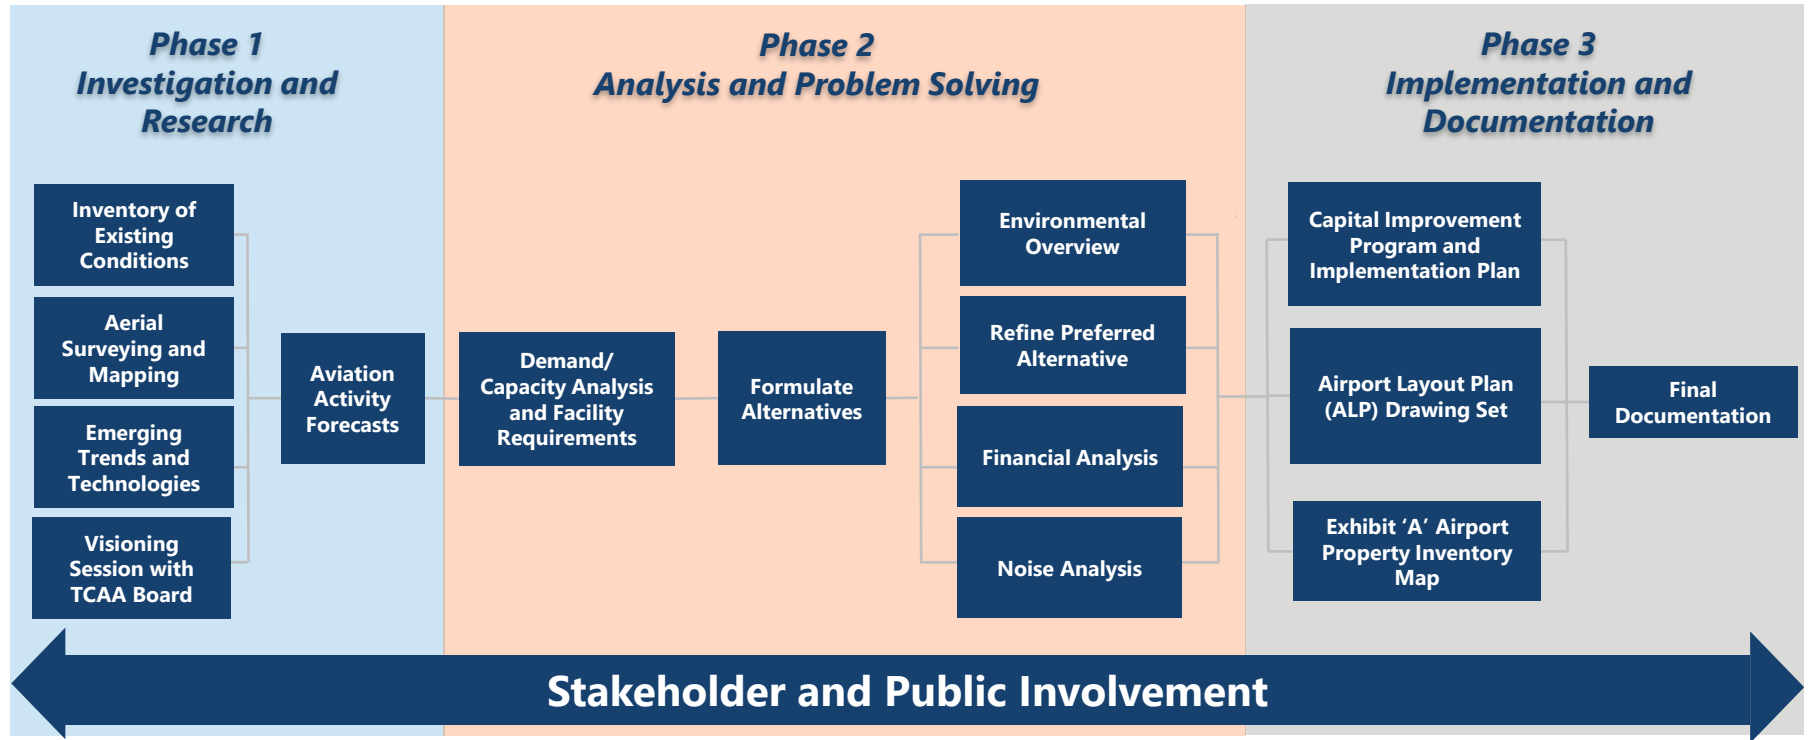 Phase 1
Investigation and
Research
Phase 2
Analysis and Problem Solving
Phase 3
Implementation and
Documentation
Inventory of
Existing
Conditions
Aerial
Surveying and
Mapping
Emerging
Trends and
Technologies
Visioning
Session with
TCAA Board
Aviation
Activity
Forecasts
Demand/
Capacity Analysis
and Facility
Requirements
Formulate
Alternatives
Environmental
Overview
Refine Preferred
Alternative
Financial Analysis
Noise Analysis
Capital Improvement
Program and
Implementation Plan
Airport Layout Plan
(ALP) Drawing Set
Exhibit ‘A’ Airport
Property Inventory
Map
Final
Documentation
Stakeholder and Public Involvement